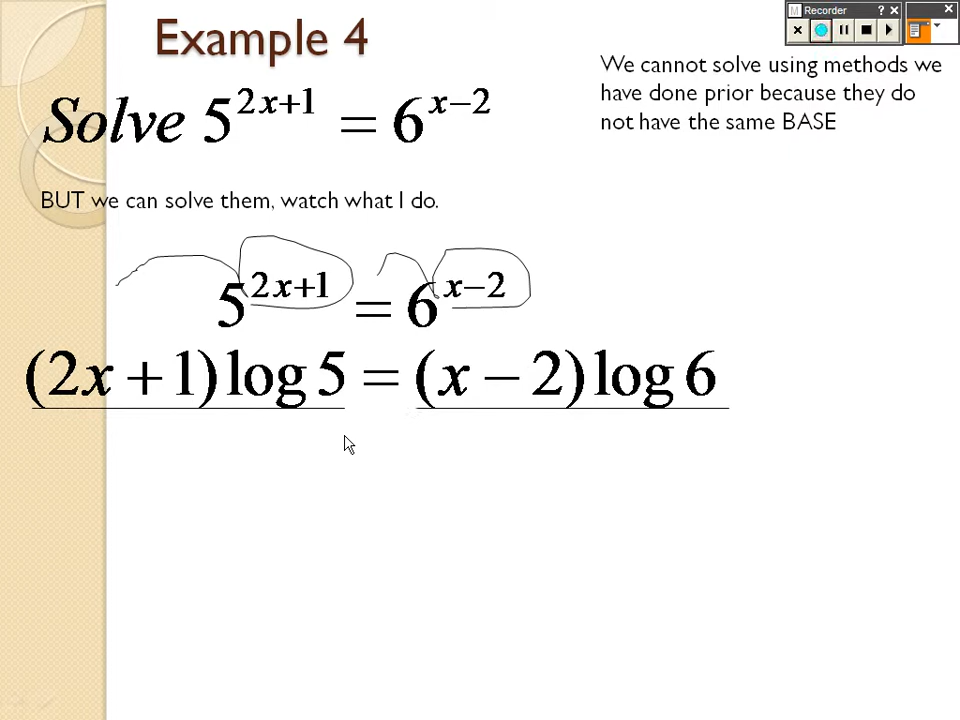 Example 4
Recorder
We cannot solve using methods we
have done prior because they do
not have the same BASE
Solve 5^{2x+1} = 6^{x−2}
BUT we can solve them, watch what I do.
5^{2x+1} = 6^{x−2}
(2x + 1) log 5 = (x − 2) log 6